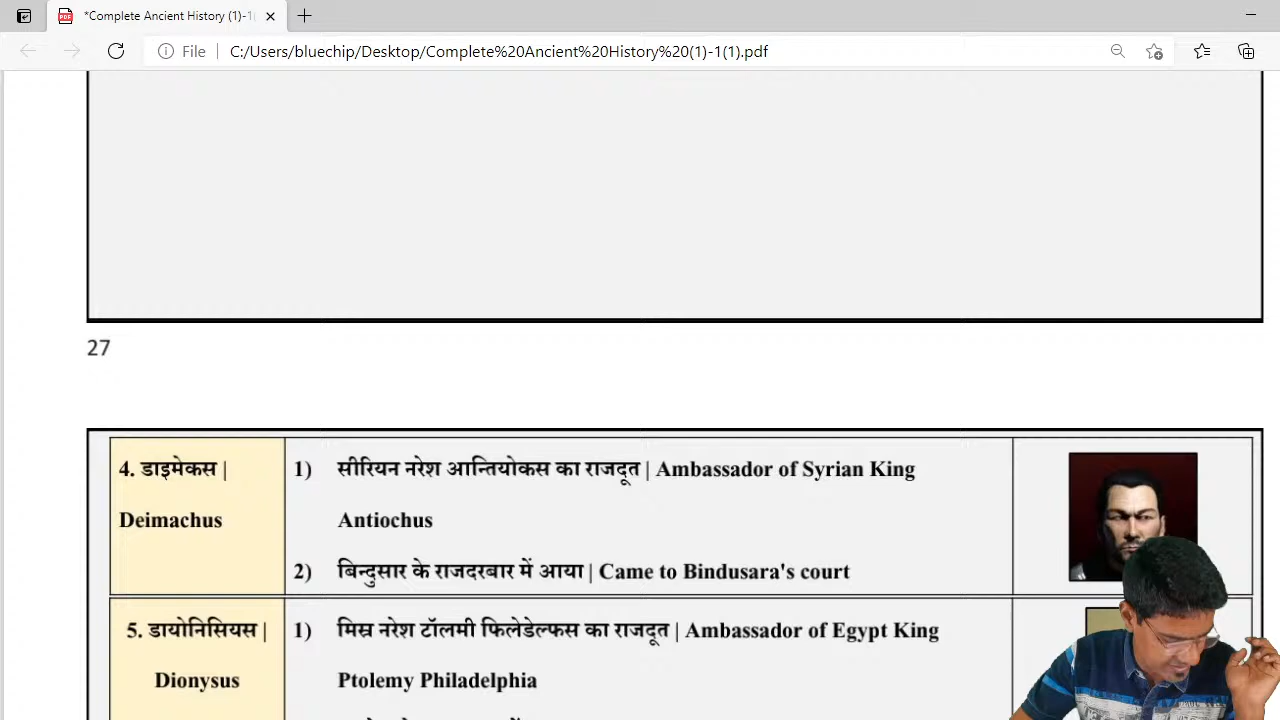 *Complete Ancient History (1)-1(
File
C:/Users/bluechip/Desktop/Complete%20Ancient%20History%20(1)-1(1).pdf
27
4. डाइमेकस |
Deimachus
1) सीरियन नरेश आन्तियोकस का राजदूत | Ambassador of Syrian King
Antiochus
2) बिन्दुसार के राजदरबार में आया | Came to Bindusara's court
5. डायोनिसियस |
Dionysus
1) मिस्र नरेश टॉलमी फिलेडेल्फस का राजदूत | Ambassador of Egypt King
Ptolemy Philadelphia